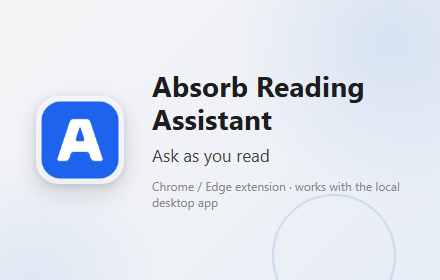 A
Absorb Reading
Assistant
Ask as you read
Chrome / Edge extension · works with the local
desktop app